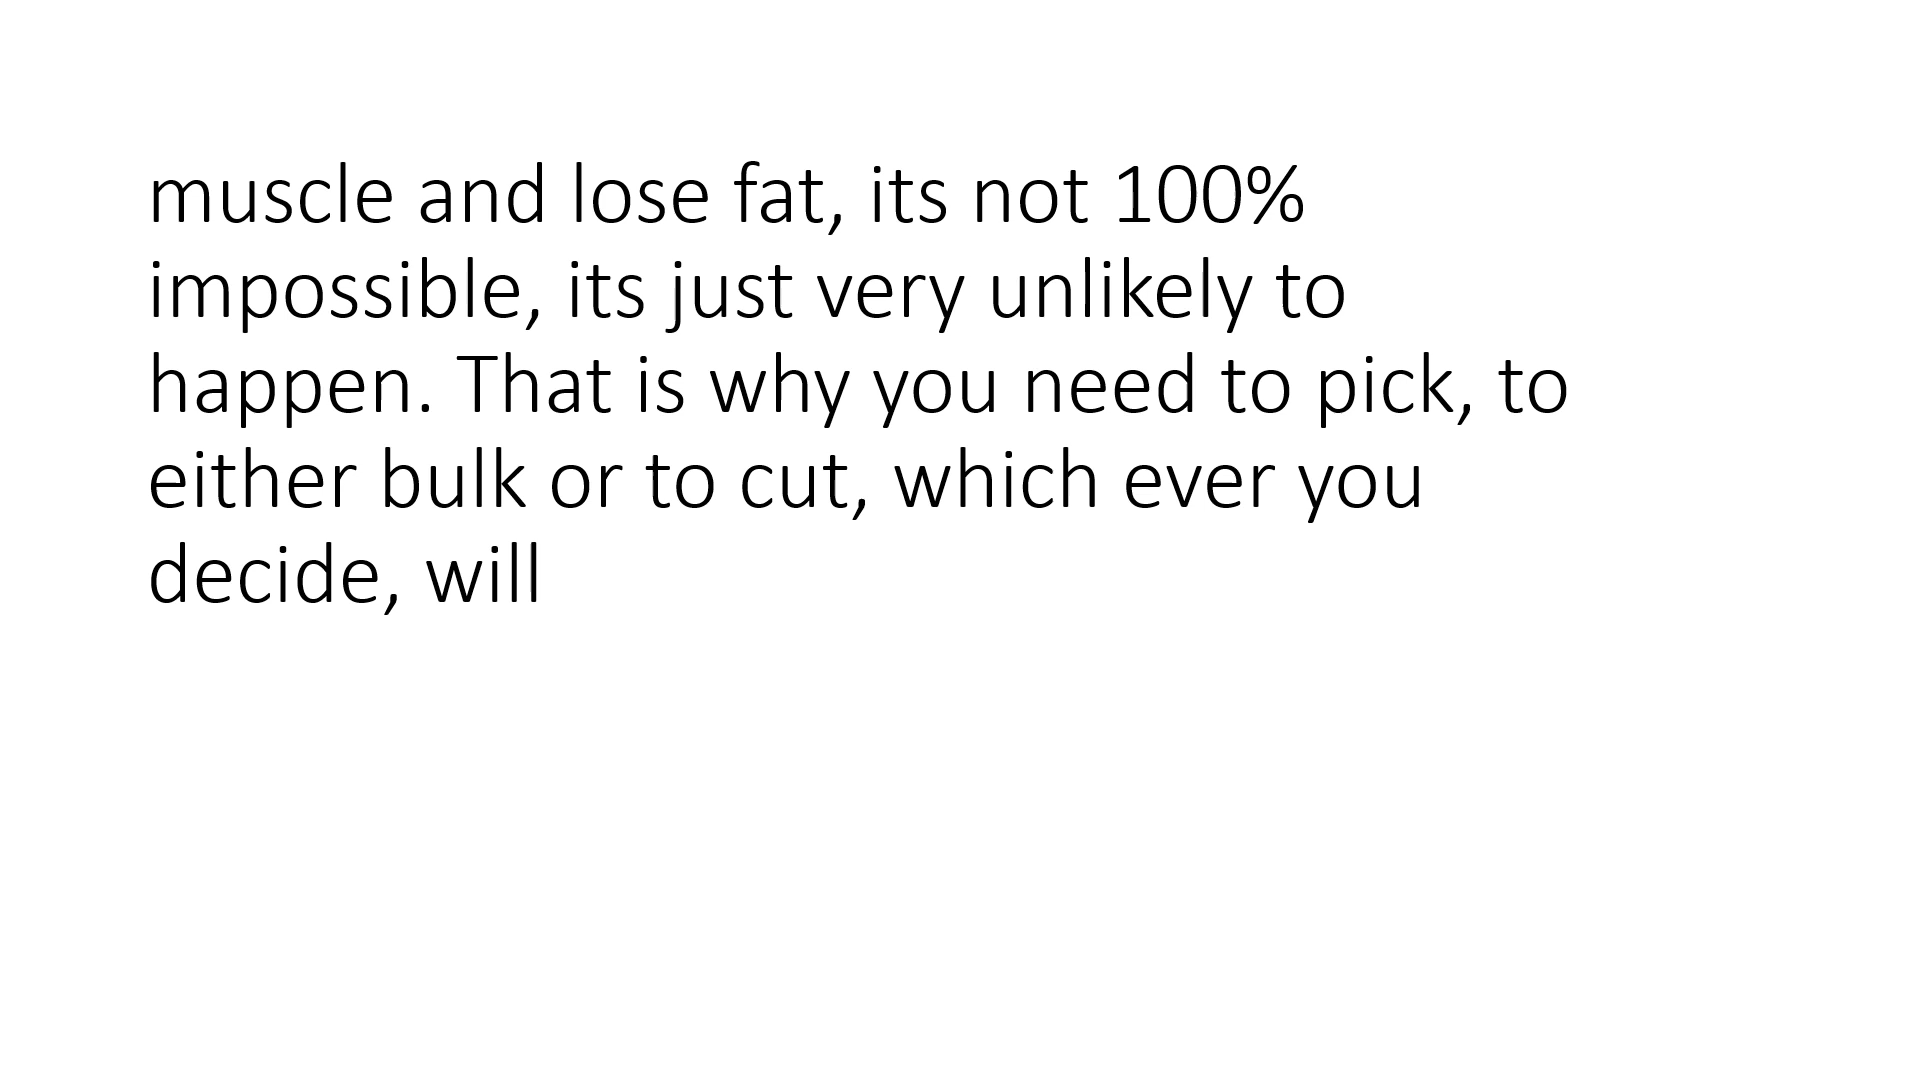 muscle and lose fat, its not 100%
impossible, its just very unlikely to
happen. That is why you need to pick, to
either bulk or to cut, which ever you
decide, will